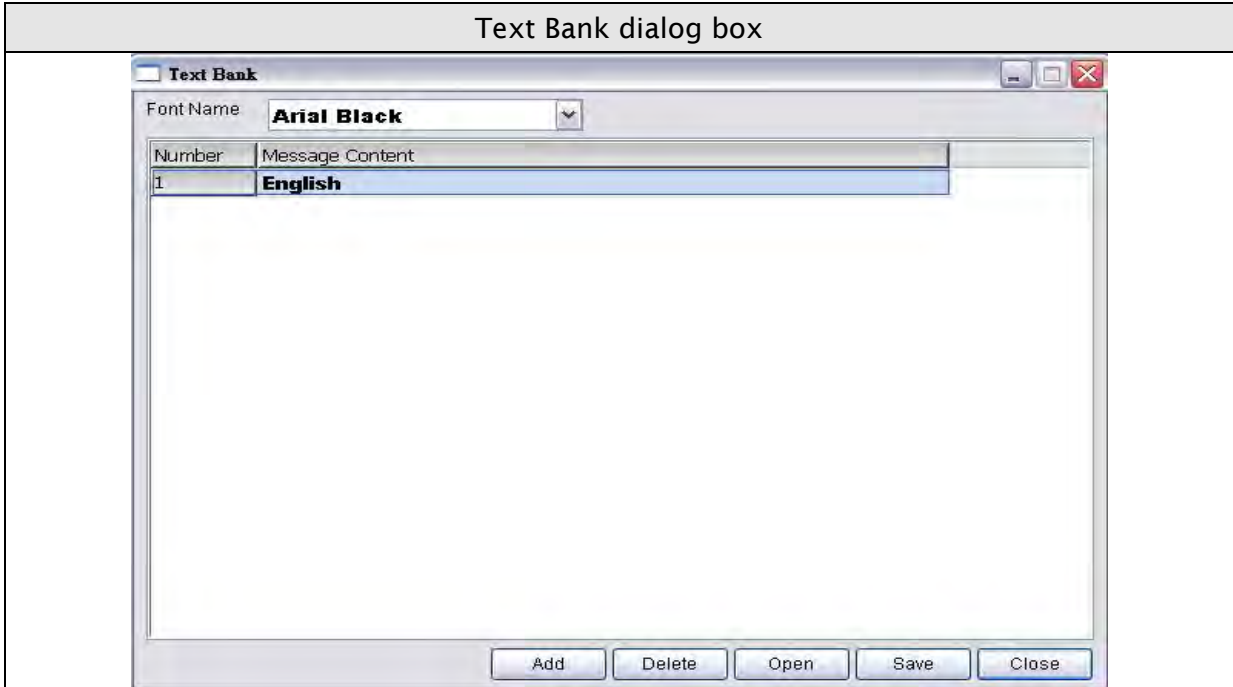 Text Bank dialog box
Text Bank
Font Name Arial Black
Number Message Content
1 English
Add Delete Open Save Close